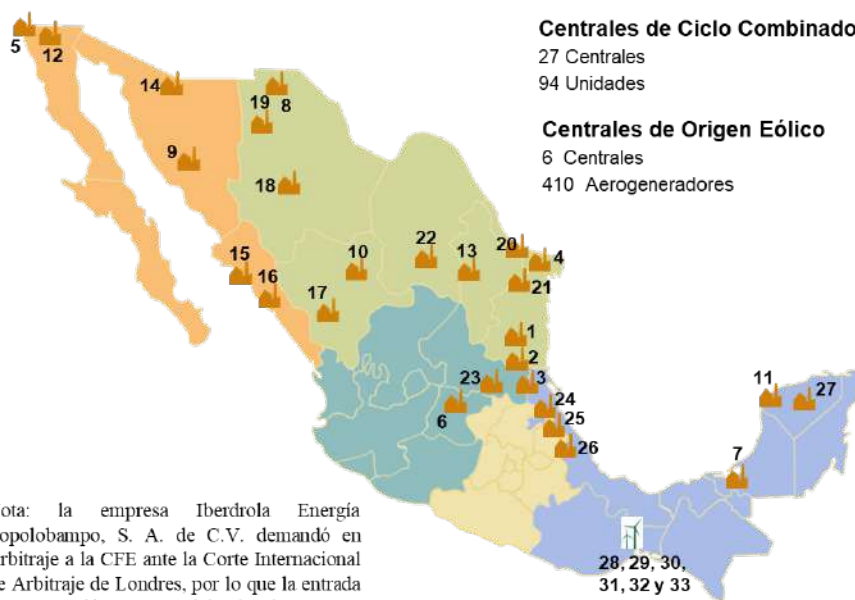 Centrales de Ciclo Combinado
27 Centrales
94 Unidades
Centrales de Origen Eólico
6 Centrales
410 Aerogeneradores
5
12
14
19
8
9
18
15
16
10
22
13
20
4
21
17
1
2
23
3
6
24
25
26
11
27
7
28, 29, 30,
31, 32 y 33
la empresa Iberdrola Energía
S. A. de C.V. demandó en
a la CFE ante la Corte Internacional
Arbitraje de Londres, por lo que la entrada